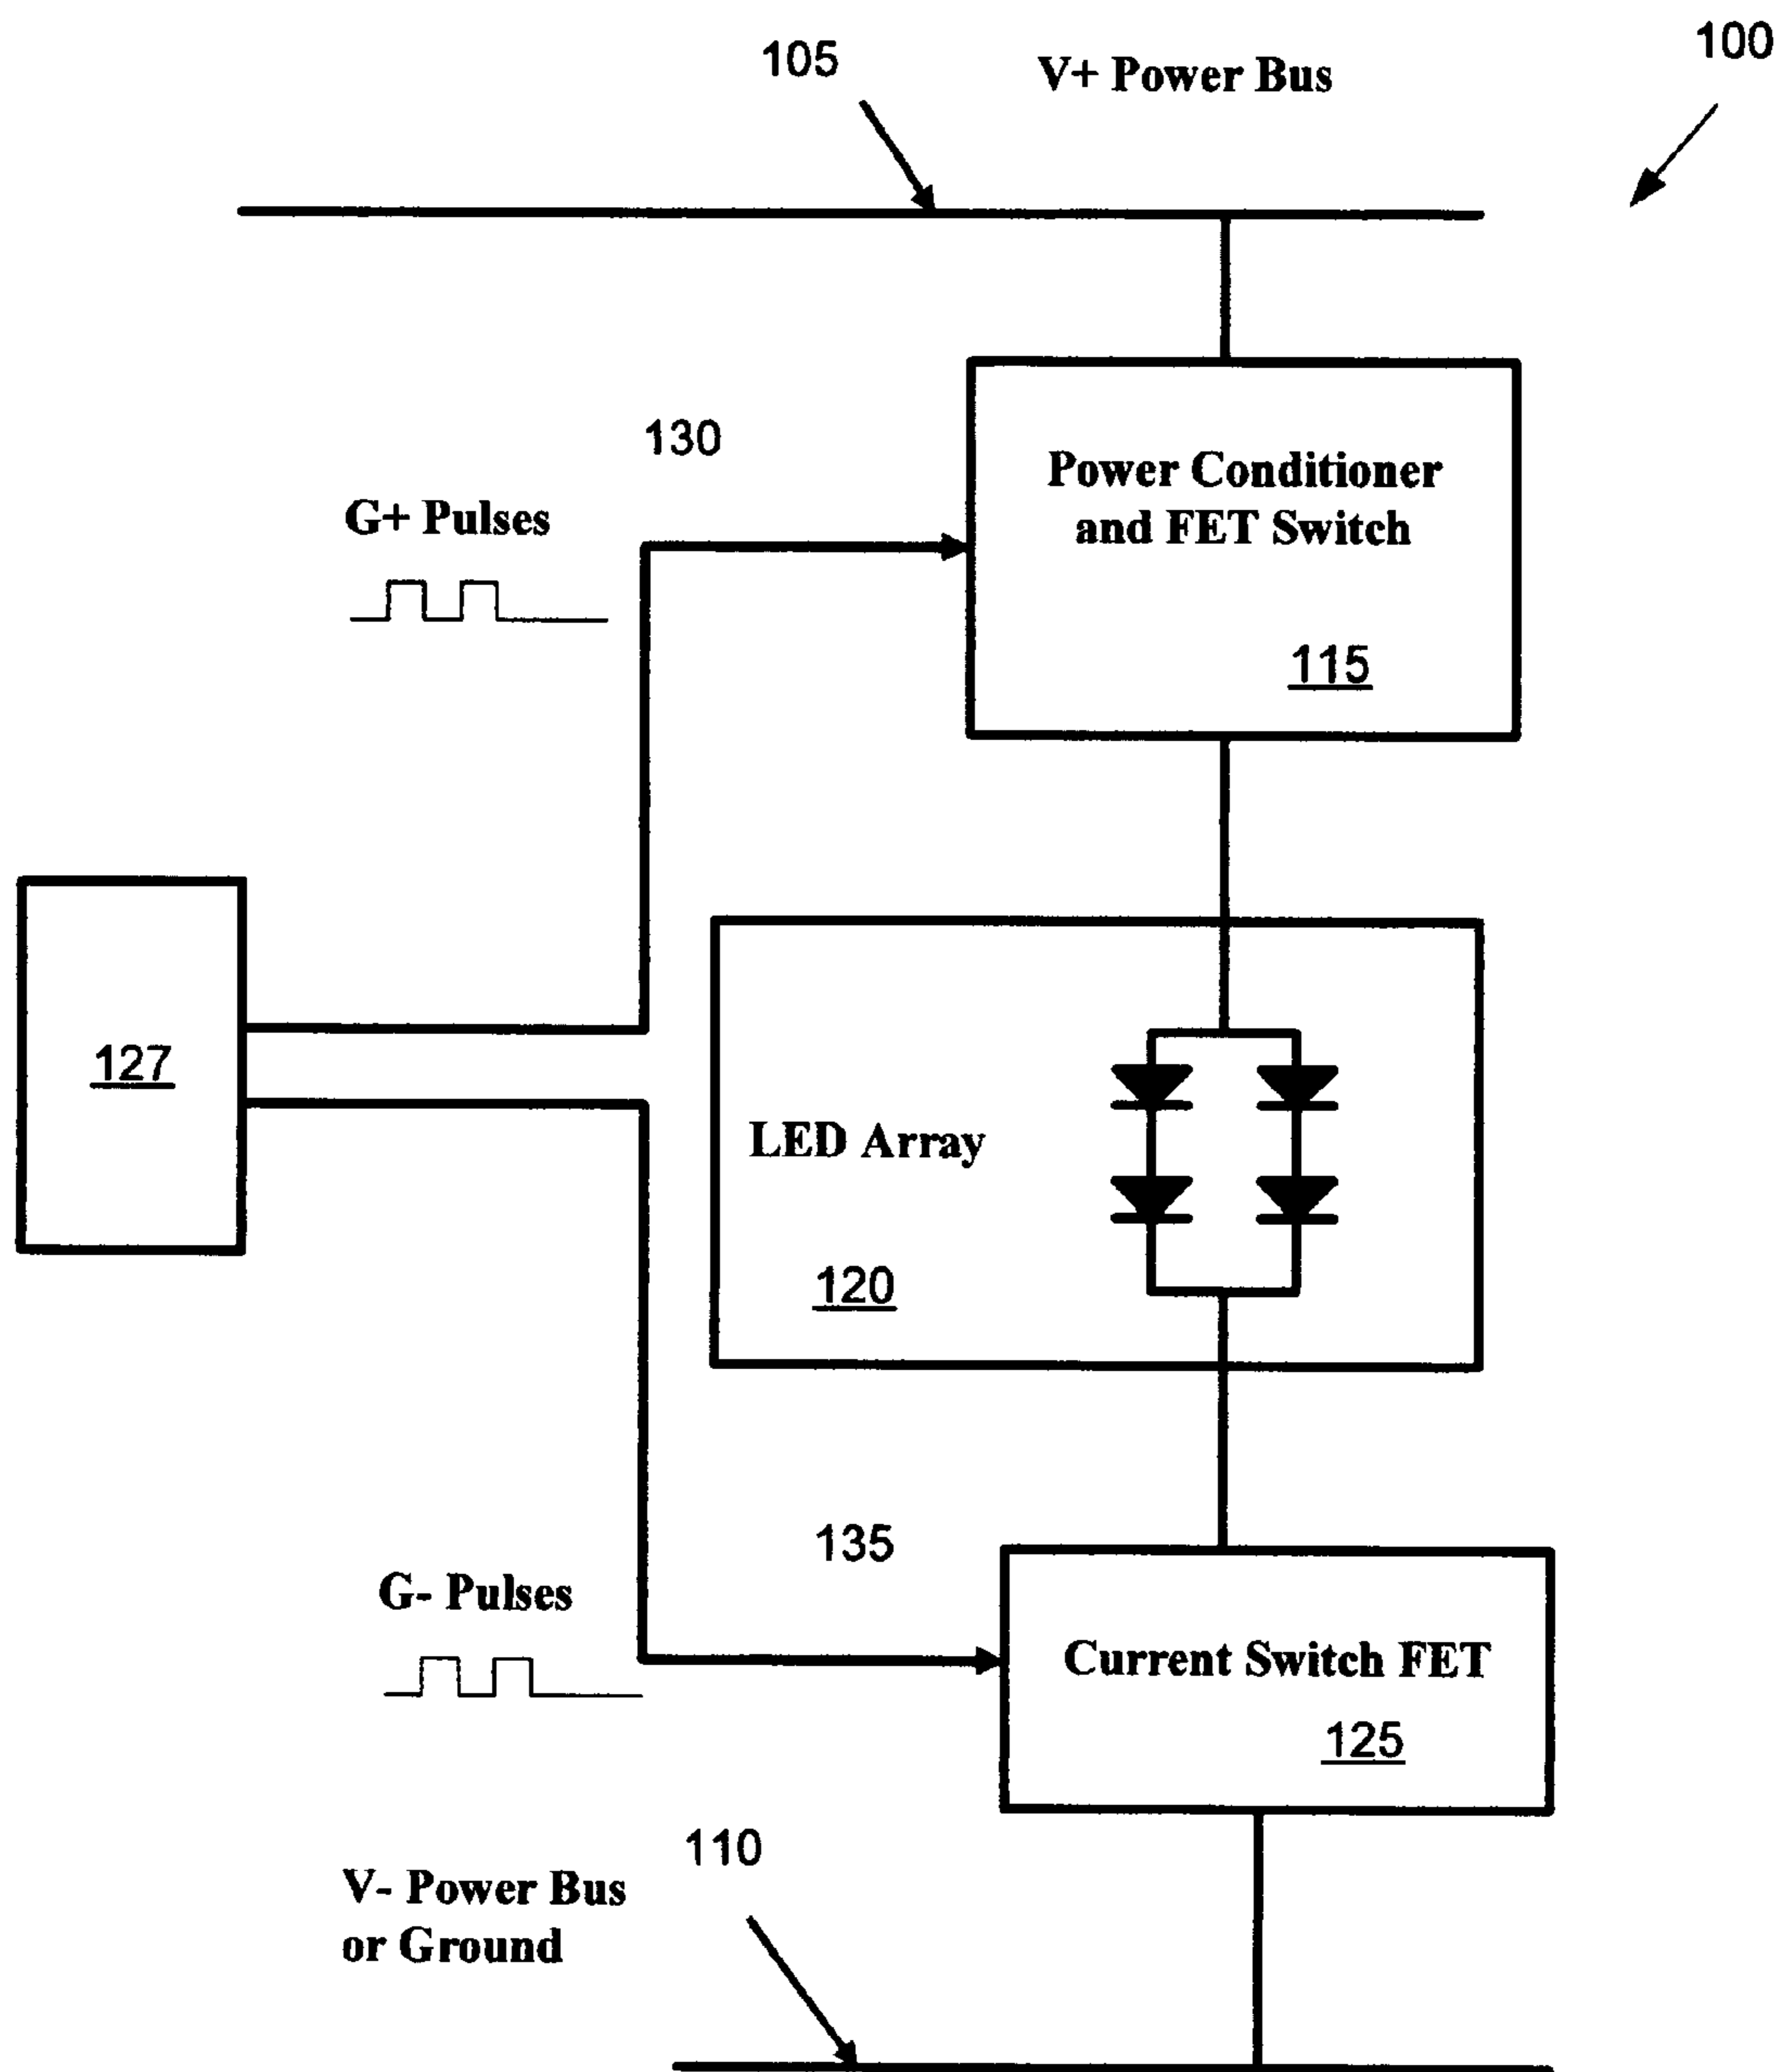 100
105
V+ Power Bus
130
G+ Pulses
Power Conditioner
and FET Switch
115
127
LED Array
120
135
G- Pulses
Current Switch FET
125
110
V- Power Bus
or Ground